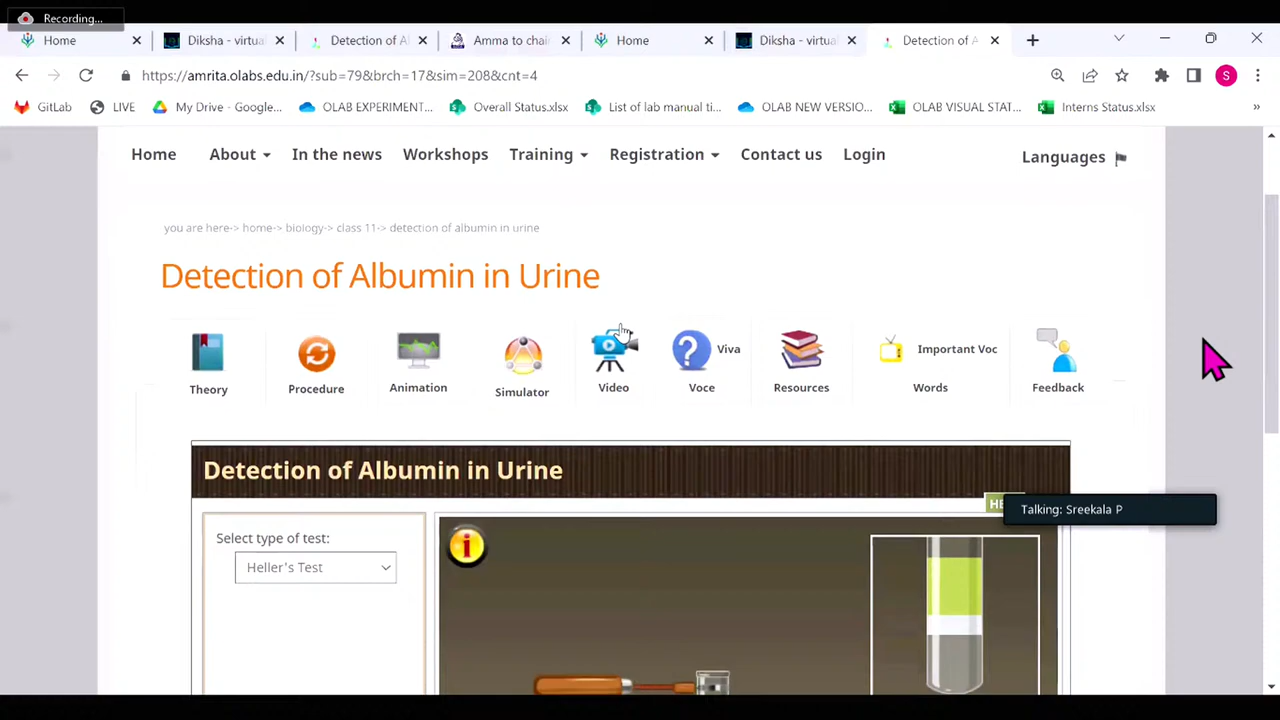 Recording...
Home
Diksha - virtua
Detection of Al
Amma to chair
Home
Diksha - virtua
Detection of A
https://amrita.olabs.edu.in/?sub=79&brch=17&sim=208&cnt=4
S
GitLab
LIVE
My Drive - Google...
OLAB EXPERIMENT...
Overall Status.xlsx
List of lab manual ti...
OLAB NEW VERSIO...
OLAB VISUAL STAT...
Interns Status.xlsx
»
Home
About
In the news
Workshops
Training
Registration
Contact us
Login
Languages
you are here-> home-> biology-> class 11-> detection of albumin in urine
Detection of Albumin in Urine
Theory
Procedure
Animation
Simulator
Video
Viva
Voce
Resources
Important Voc
Words
Feedback
Detection of Albumin in Urine
HE
Talking: Sreekala P
Select type of test:
Heller's Test
i